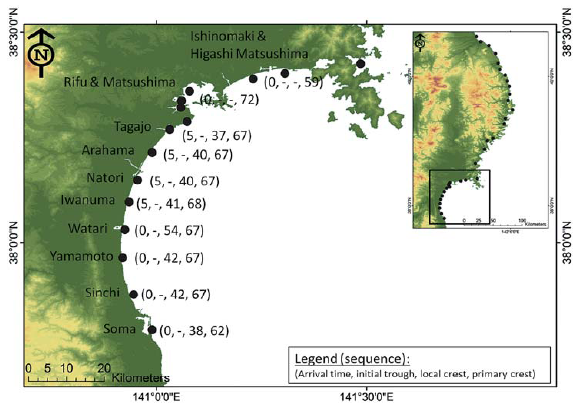 38°30'N
N
Ishinomaki &
Higashi Matsushima
(0, -, -, 59)
Rifu & Matsushima
(0, -, -, 72)
Tagajo
(5, -, 37, 67)
Arahama
(5, -, 40, 67)
Natori
(5, -, 40, 67)
Iwanuma
(5, -, 41, 68)
Watari
(0, -, 54, 67)
Yamamoto
(0, -, 42, 67)
Sinchi
(0, -, 42, 67)
Soma
(0, -, 38, 62)
38°0'0"N
0 5 10 20
Kilometers
141°0'0"E
141°30'E
N
0 25 100
Kilometers
38°30'N
38°0'0"N
Legend (sequence):
(Arrival time, initial trough, local crest, primary crest)